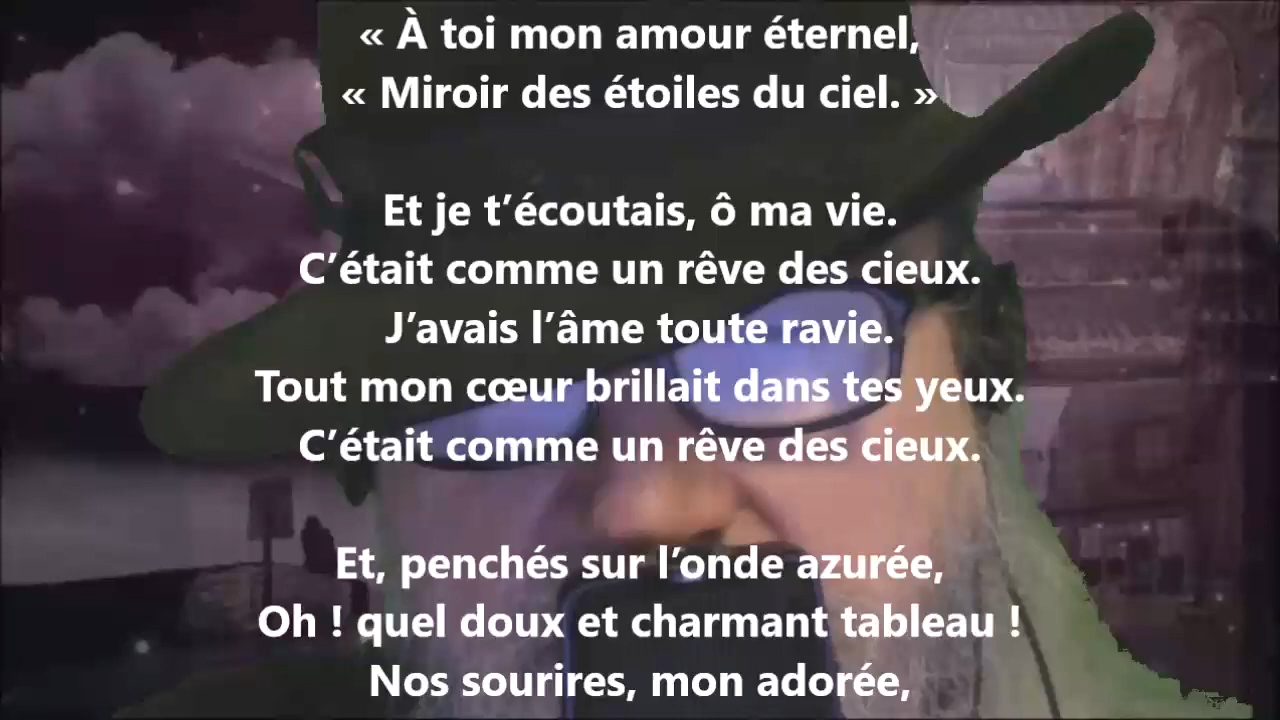 « À toi mon amour éternel,
« Miroir des étoiles du ciel. »
Et je t’écoutais, ô ma vie.
C’était comme un rêve des cieux.
J’avais l’âme toute ravie.
Tout mon cœur brillait dans tes yeux.
C’était comme un rêve des cieux.
Et, penchés sur l’onde azurée,
Oh ! quel doux et charmant tableau !
Nos sourires, mon adorée,